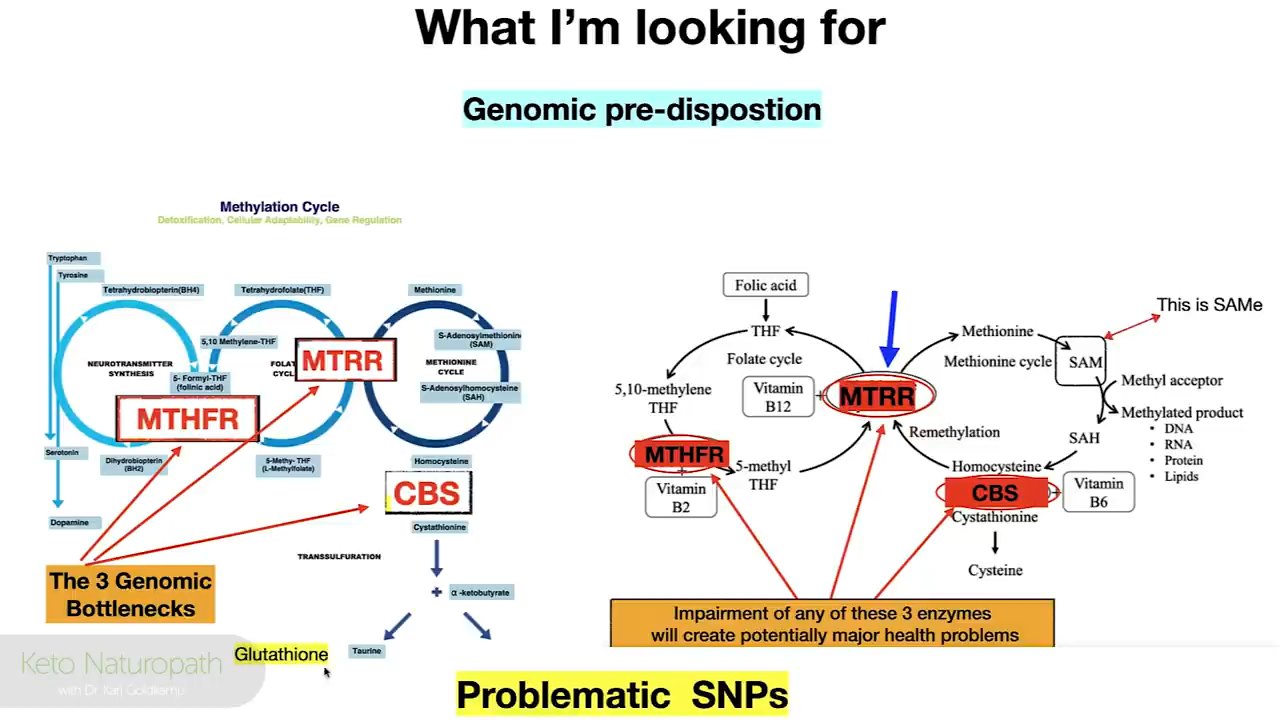 What I'm looking for
Genomic pre-dispostion
Methylation Cycle
Detoxification, Cellular Adaptability, Gene Regulation
Tryptophan
Tyrosine
Tetrahydrobiopterin(BH4)
Tetrahydrofolate(THF)
Methionine
5,10 Methylene-THF
S-Adenosylmethionine
(SAM)
NEUROTRANSMITTER
SYNTHESIS
FOLAT
CYCL
MTRR
METHIONINE
CYCLE
5- Formyl-THF
(folinic acid)
S-Adenosylhomocysteine
(SAH)
MTHFR
Serotonin
Dihydrobiopterin
(BH2)
5-Methy- THF
(L-Methylfolate)
Homocysteine
CBS
Dopamine
Cystathionine
TRANSSULFURATION
The 3 Genomic
Bottlenecks
+
α -ketobutyrate
Glutathione
Taurine
Folic acid
THF
Folate cycle
5,10-methylene
THF
Vitamin
B12
+
MTRR
Methionine
Methionine cycle
SAM
This is SAMe
Methyl acceptor
Methylated product
• DNA
• RNA
• Protein
• Lipids
SAH
Remethylation
MTHFR
+
Vitamin
B2
5-methyl
THF
Homocysteine
CBS
+
Vitamin
B6
Cystathionine
Cysteine
Impairment of any of these 3 enzymes
will create potentially major health problems
Keto Naturopath
with Dr. Karl Goldkamp
Problematic SNPs